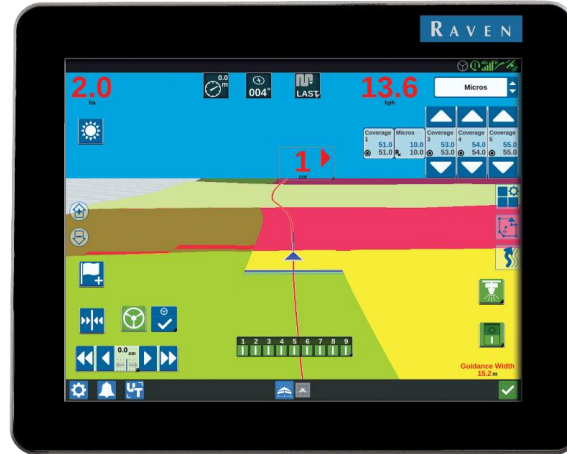 RAVEN
2.0
ha
0.0
m
004°
LAST
13.6
kph
Micros
Coverage
1
51.0
51.0
Micros
10.0
10.0
Coverage
3
53.0
53.0
Coverage
4
54.0
54.0
Coverage
5
55.0
55.0
1
cm
0.0 cm
1 2 3 4 5 6 7 8 9
Guidance Width
15.2 m
UT